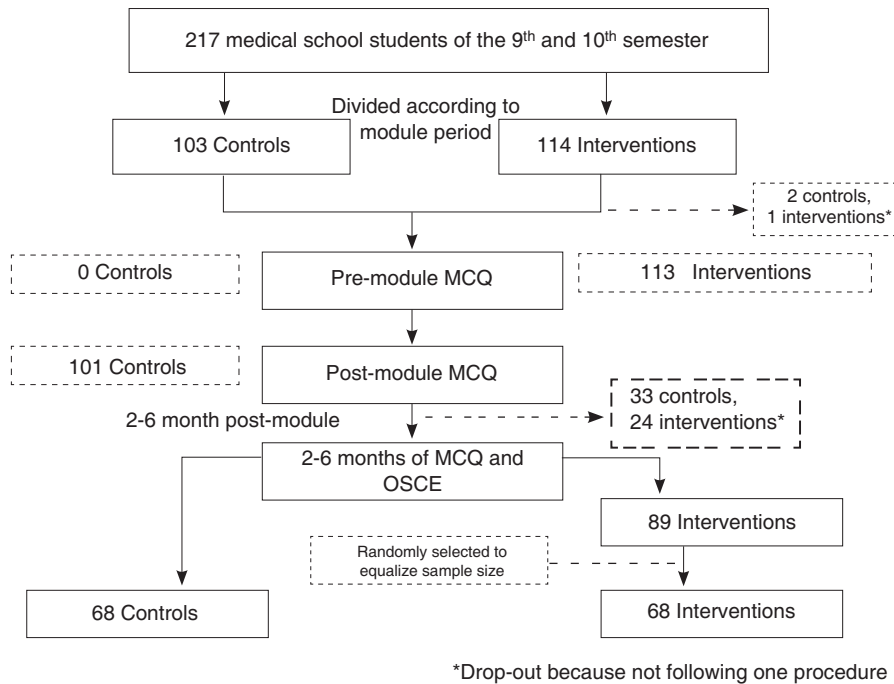 217 medical school students of the 9th and 10th semester
Divided according to
module period
103 Controls
114 Interventions
2 controls,
1 interventions*
0 Controls
Pre-module MCQ
113 Interventions
101 Controls
Post-module MCQ
2-6 month post-module
33 controls,
24 interventions*
2-6 months of MCQ and
OSCE
89 Interventions
Randomly selected to
equalize sample size
68 Controls
68 Interventions
*Drop-out because not following one procedure